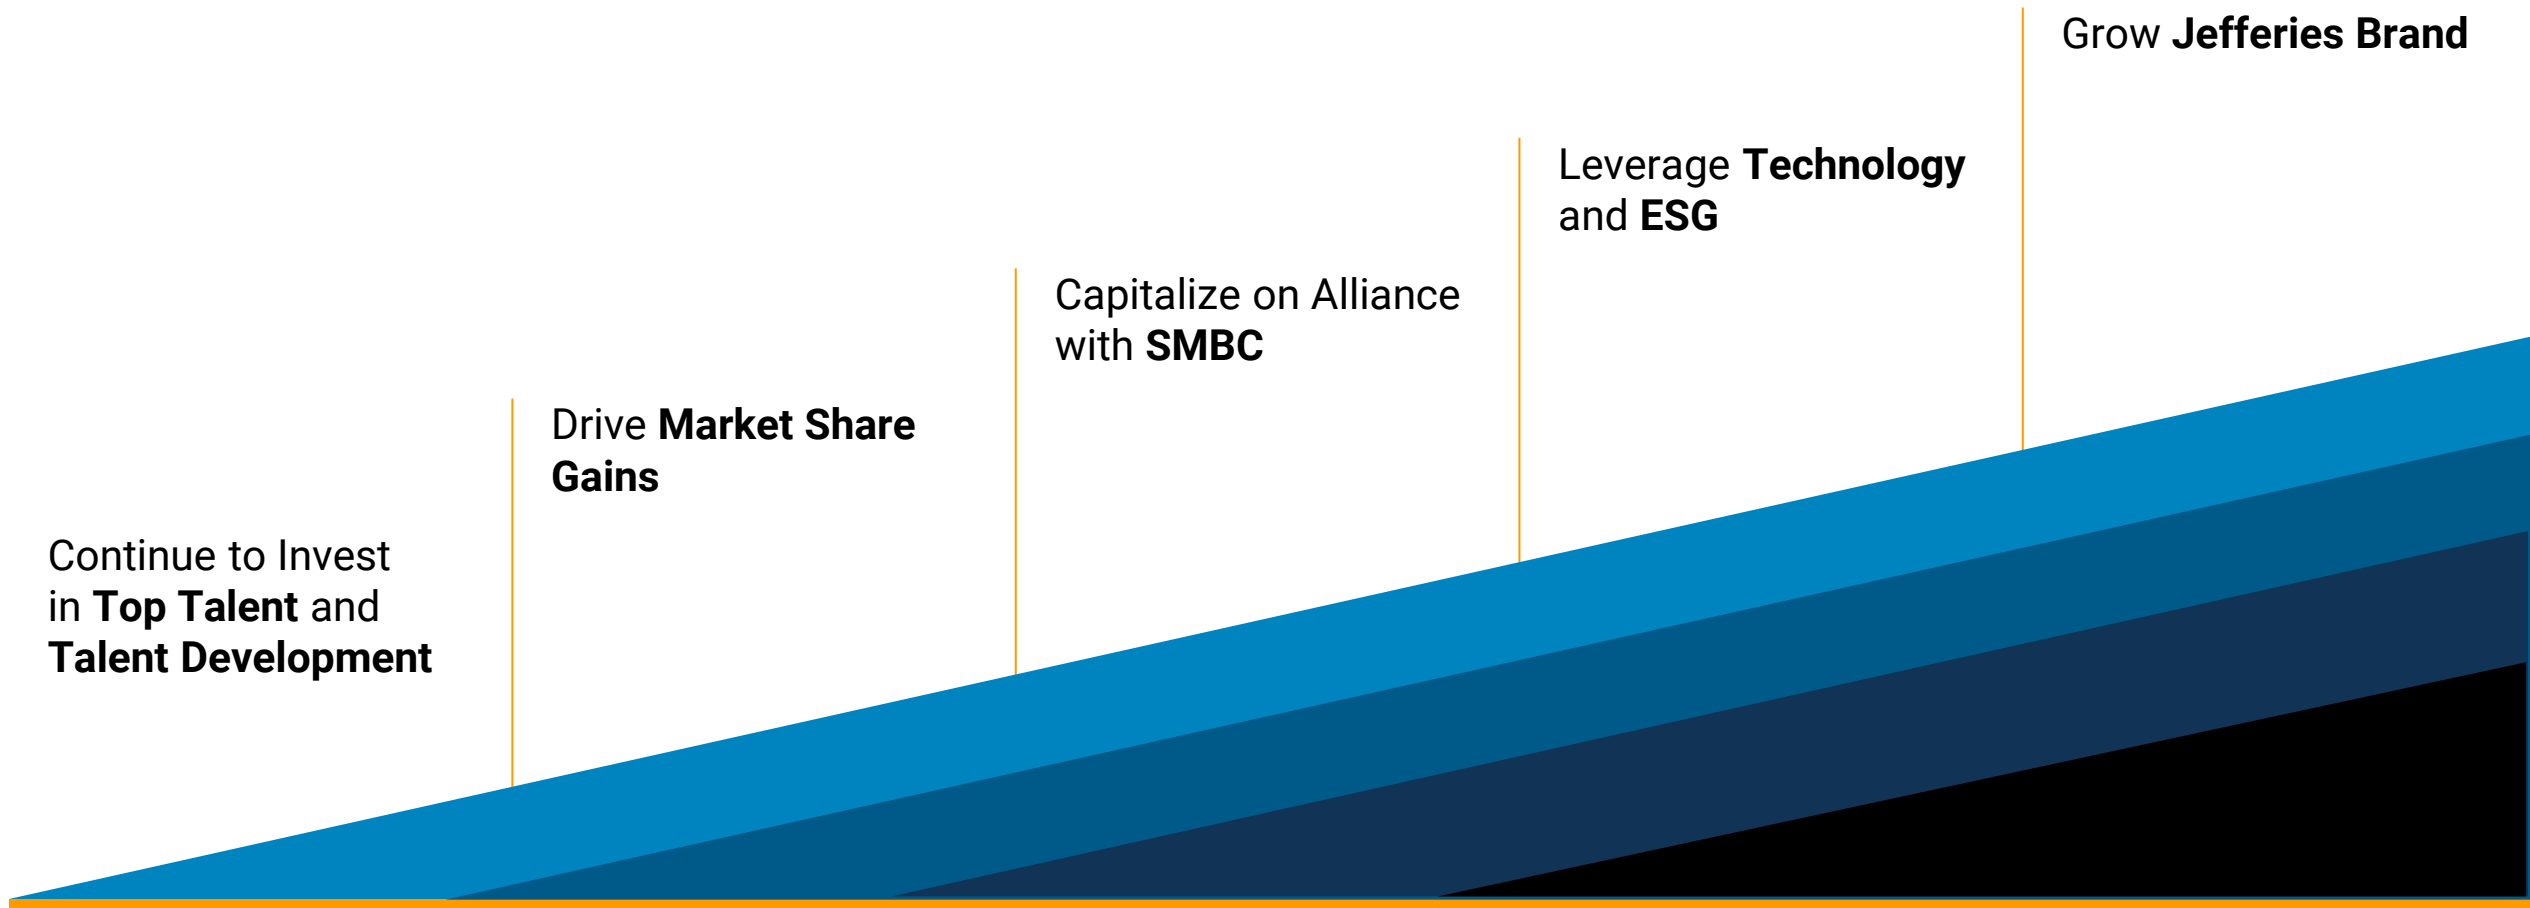 Continue to Invest
in Top Talent and
Talent Development
Drive Market Share
Gains
Capitalize on Alliance
with SMBC
Leverage Technology
and ESG
Grow Jefferies Brand